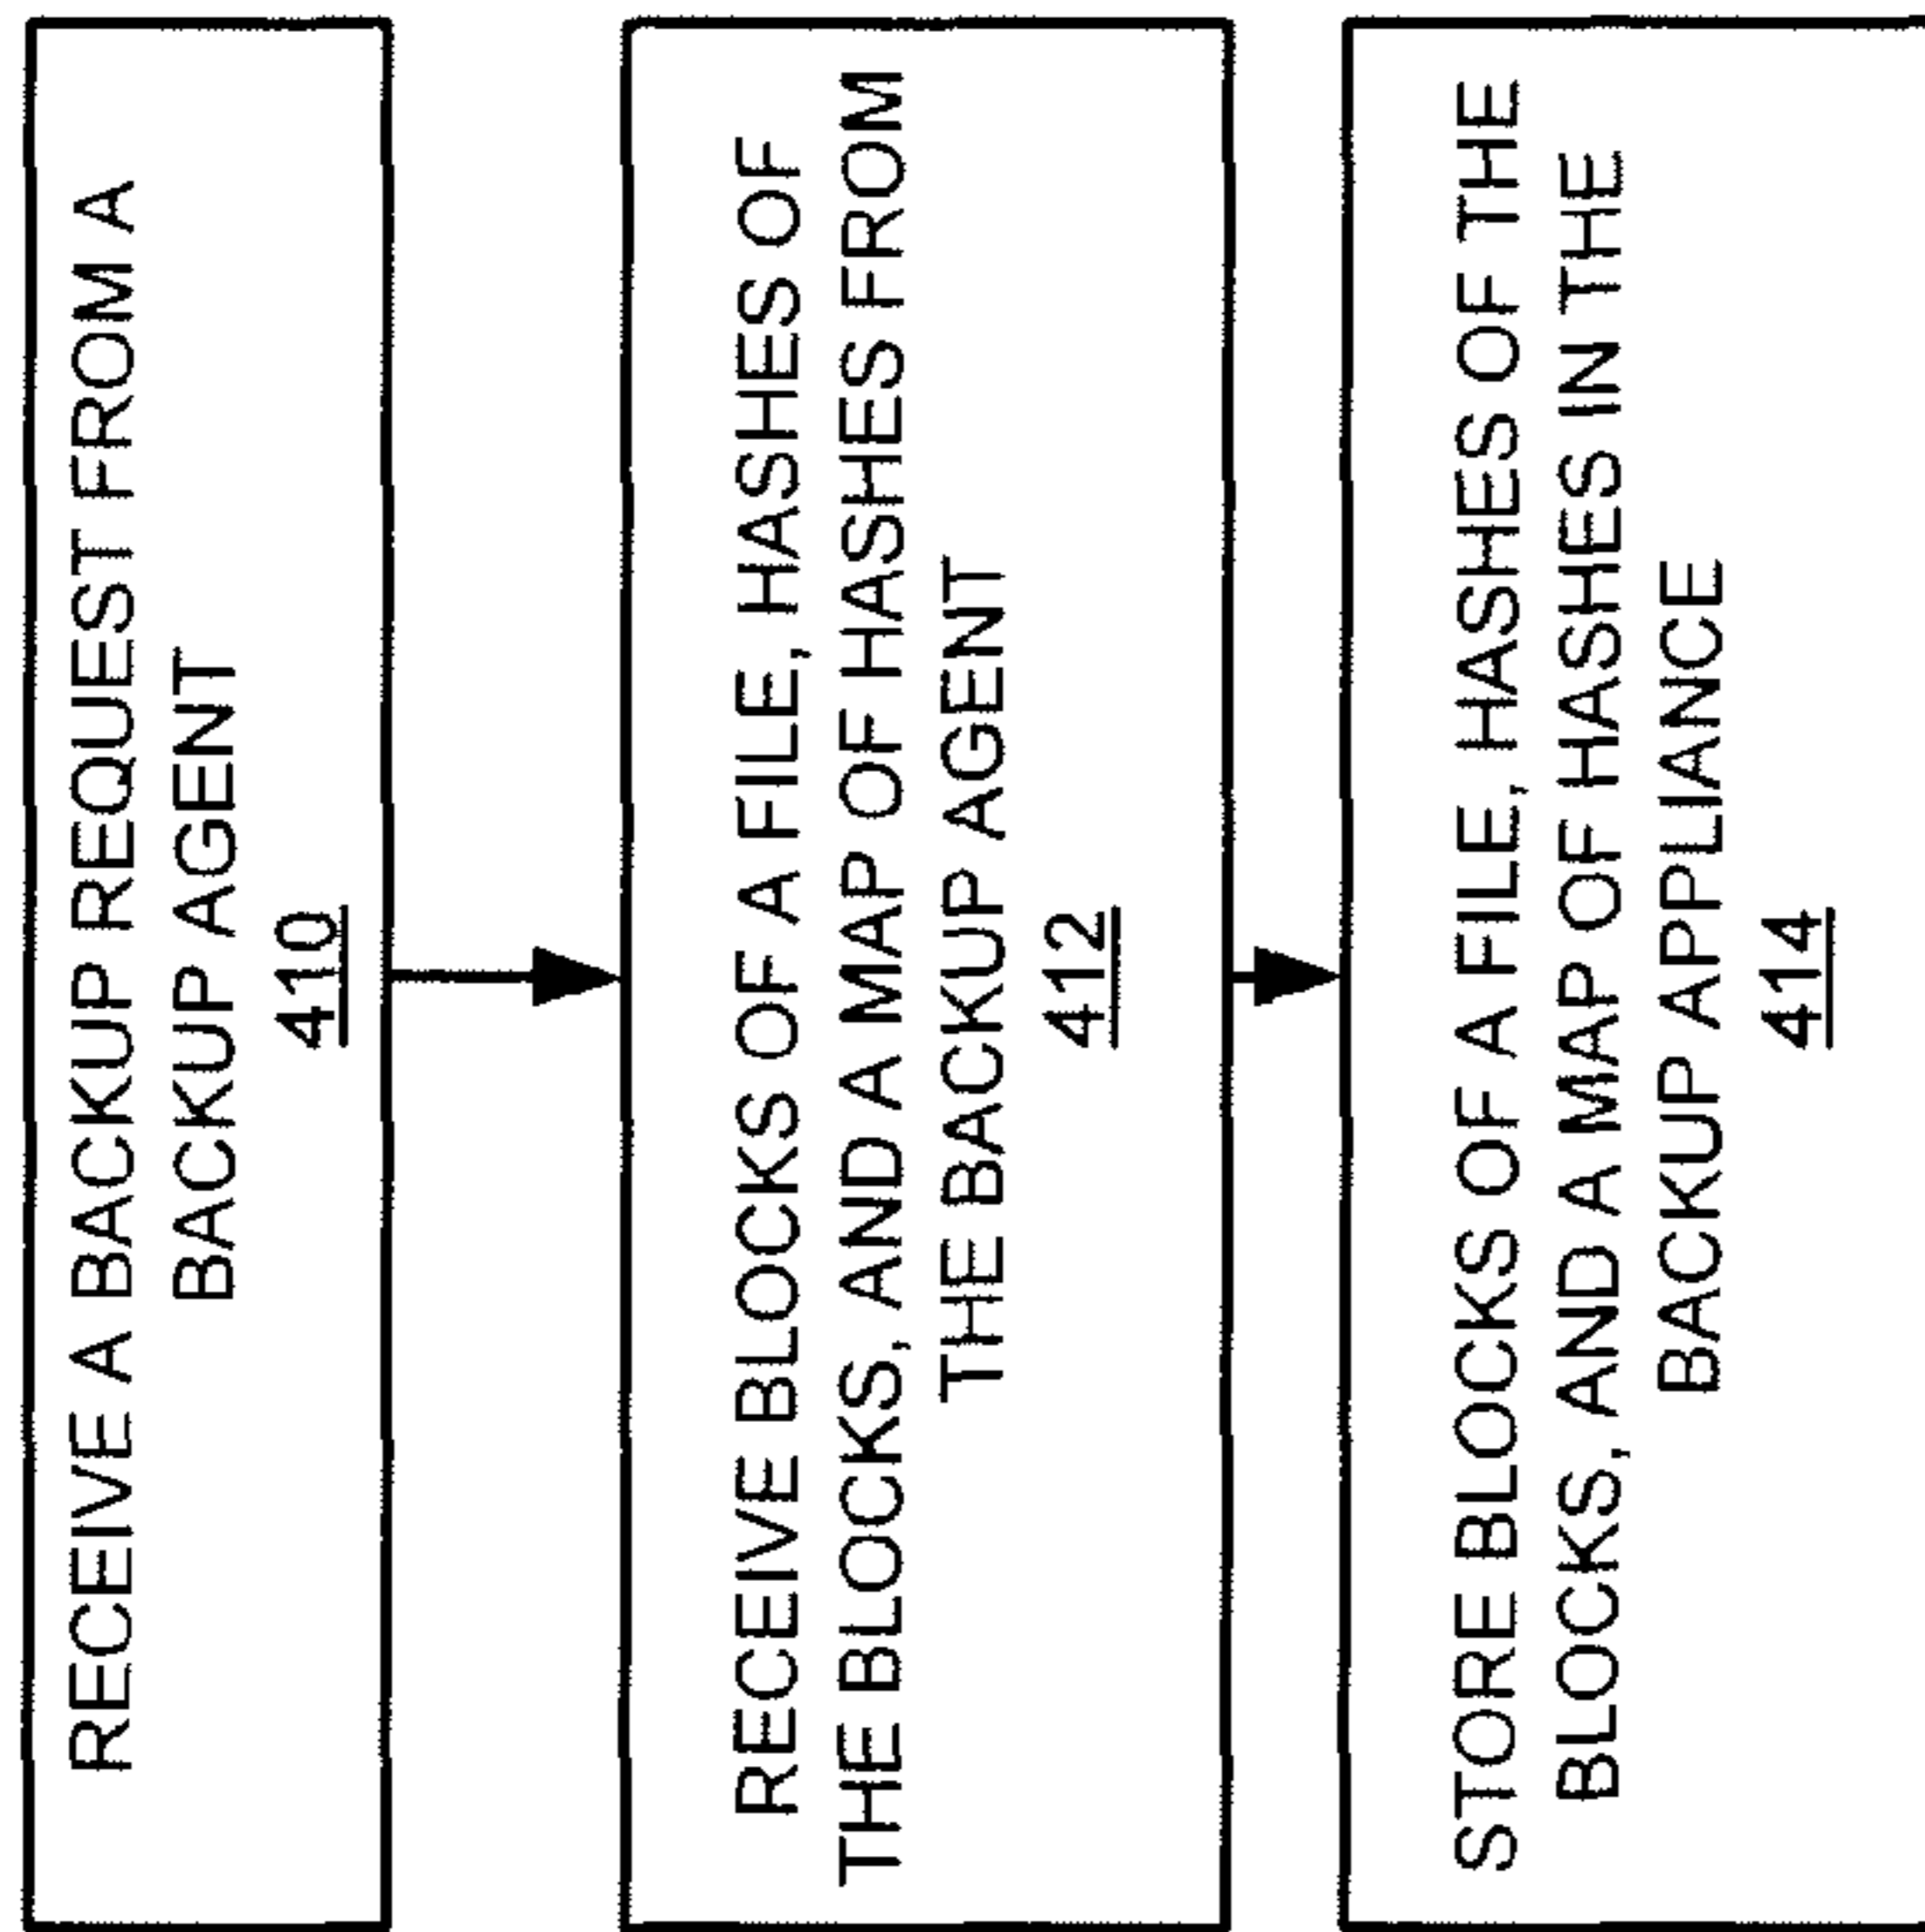 RECEIVE A BACKUP REQUEST FROM A
BACKUP AGENT
410
RECEIVE BLOCKS OF A FILE, HASHES OF
THE BLOCKS, AND A MAP OF HASHES FROM
THE BACKUP AGENT
412
STORE BLOCKS OF A FILE, HASHES OF THE
BLOCKS, AND A MAP OF HASHES IN THE
BACKUP APPLIANCE
414